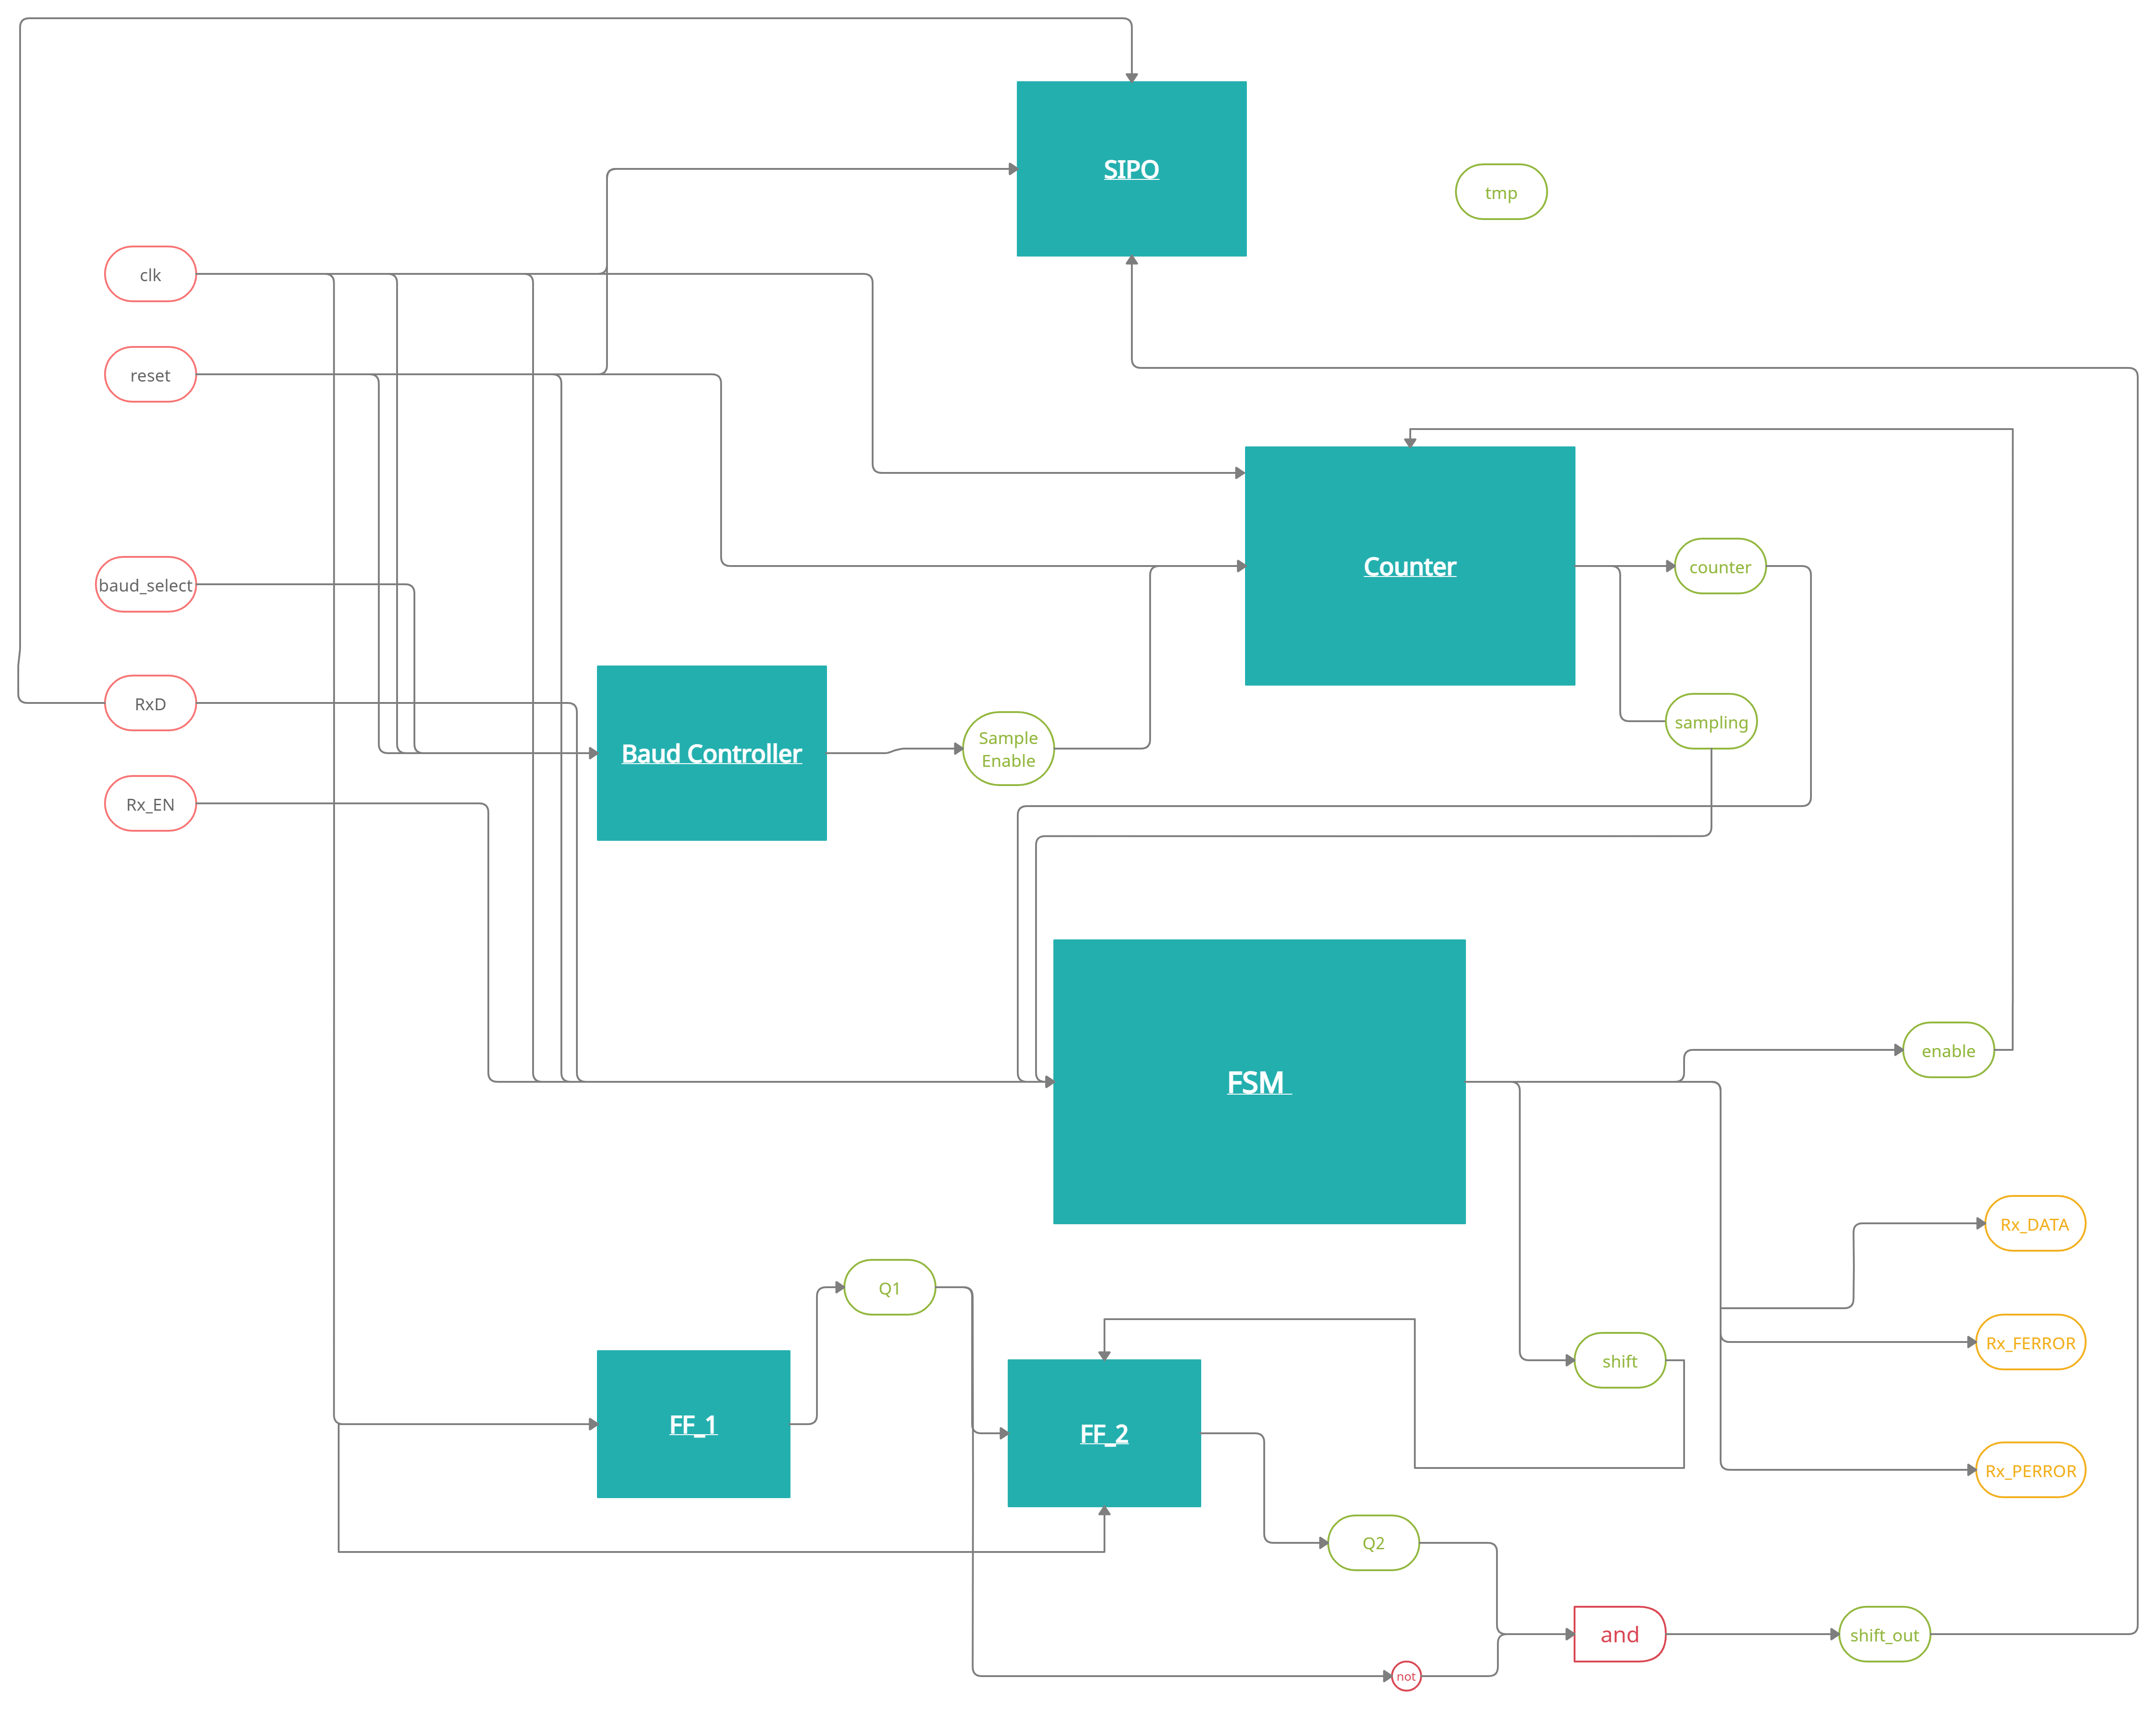 SIPO
tmp
clk
reset
Counter
counter
baud_select
RxD
sampling
Baud Controller
Sample
Enable
Rx_EN
FSM
enable
Rx_DATA
Q1
Rx_FERROR
shift
FF_1
FF_2
Rx_PERROR
Q2
and
shift_out
not